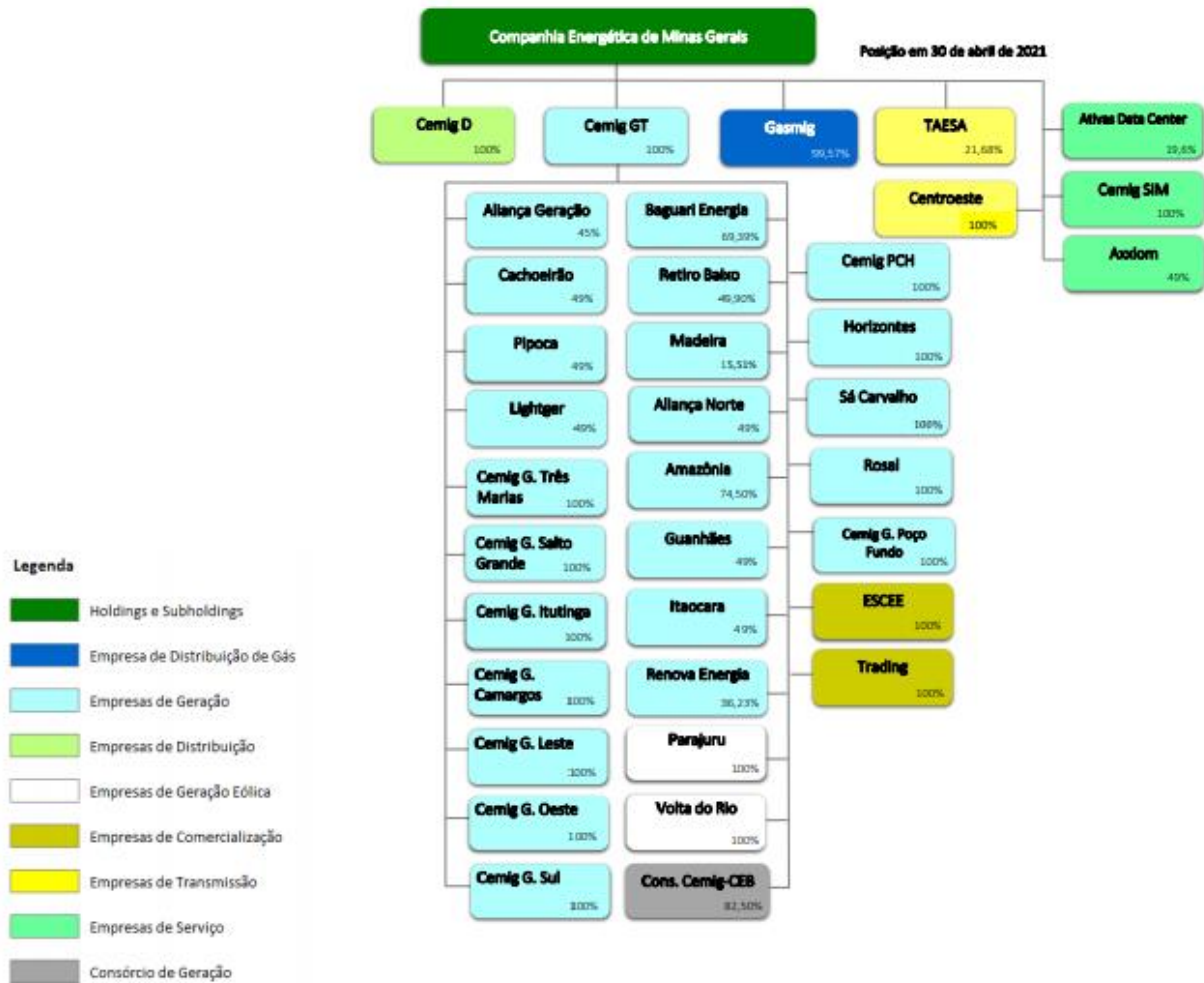 Companhia Energética de Minas Gerais
Posição em 30 de abril de 2021
Cemig D
100%
Cemig GT
100%
Gasmig
99,57%
TAESA
21,68%
Ativas Data Center
19,6%
Centroeste
100%
Cemig SIM
100%
Axxiom
49%
Aliança Geração
45%
Baguari Energia
69,39%
Cemig PCH
100%
Cachoeirão
49%
Retiro Baixo
49,90%
Horizontes
100%
Pipoca
49%
Madeira
15,51%
Sá Carvalho
100%
Lightger
49%
Aliança Norte
49%
Rosal
100%
Cemig G. Três
Marias
100%
Amazônia
74,50%
Cemig G. Poço
Fundo
100%
Cemig G. Salto
Grande
100%
Guanhães
49%
ESCEE
100%
Cemig G. Itutinga
100%
Itaocara
49%
Trading
100%
Cemig G.
Camargos
100%
Renova Energia
36,23%
Cemig G. Leste
100%
Parajuru
100%
Cemig G. Oeste
100%
Volta do Rio
100%
Cemig G. Sul
100%
Cons. Cemig-CEB
82,50%
Legenda
Holdings e Subholdings
Empresa de Distribuição de Gás
Empresas de Geração
Empresas de Distribuição
Empresas de Geração Eólica
Empresas de Comercialização
Empresas de Transmissão
Empresas de Serviço
Consórcio de Geração